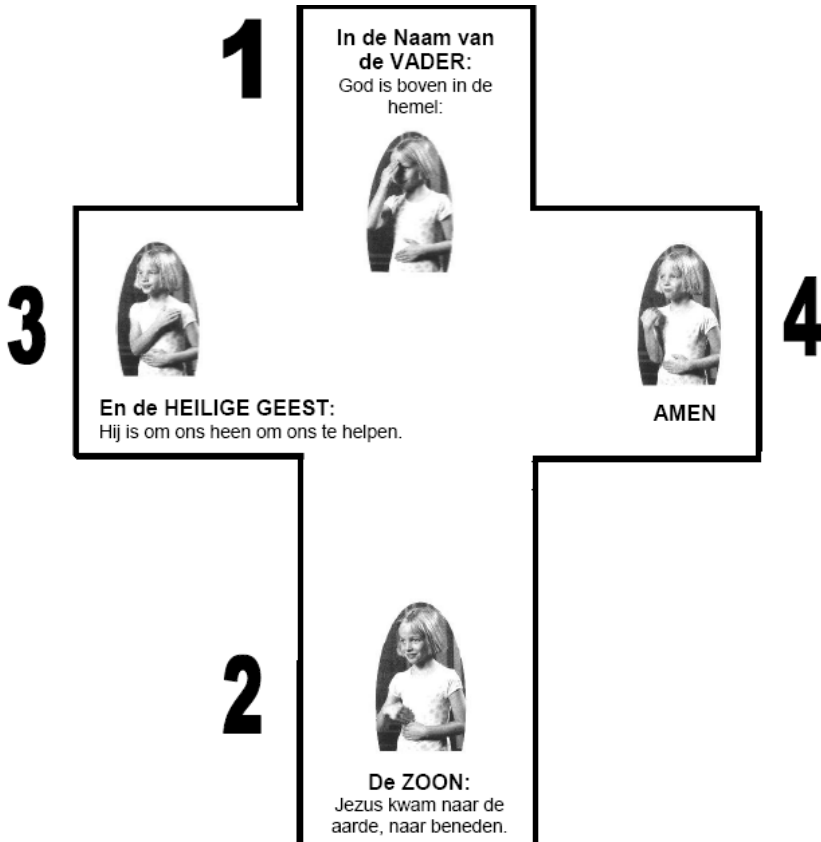 1
In de Naam van
de VADER:
God is boven in de
hemel:
3
En de HEILIGE GEEST:
Hij is om ons heen om ons te helpen.
4
AMEN
2
De ZOON:
Jezus kwam naar de
aarde, naar beneden.